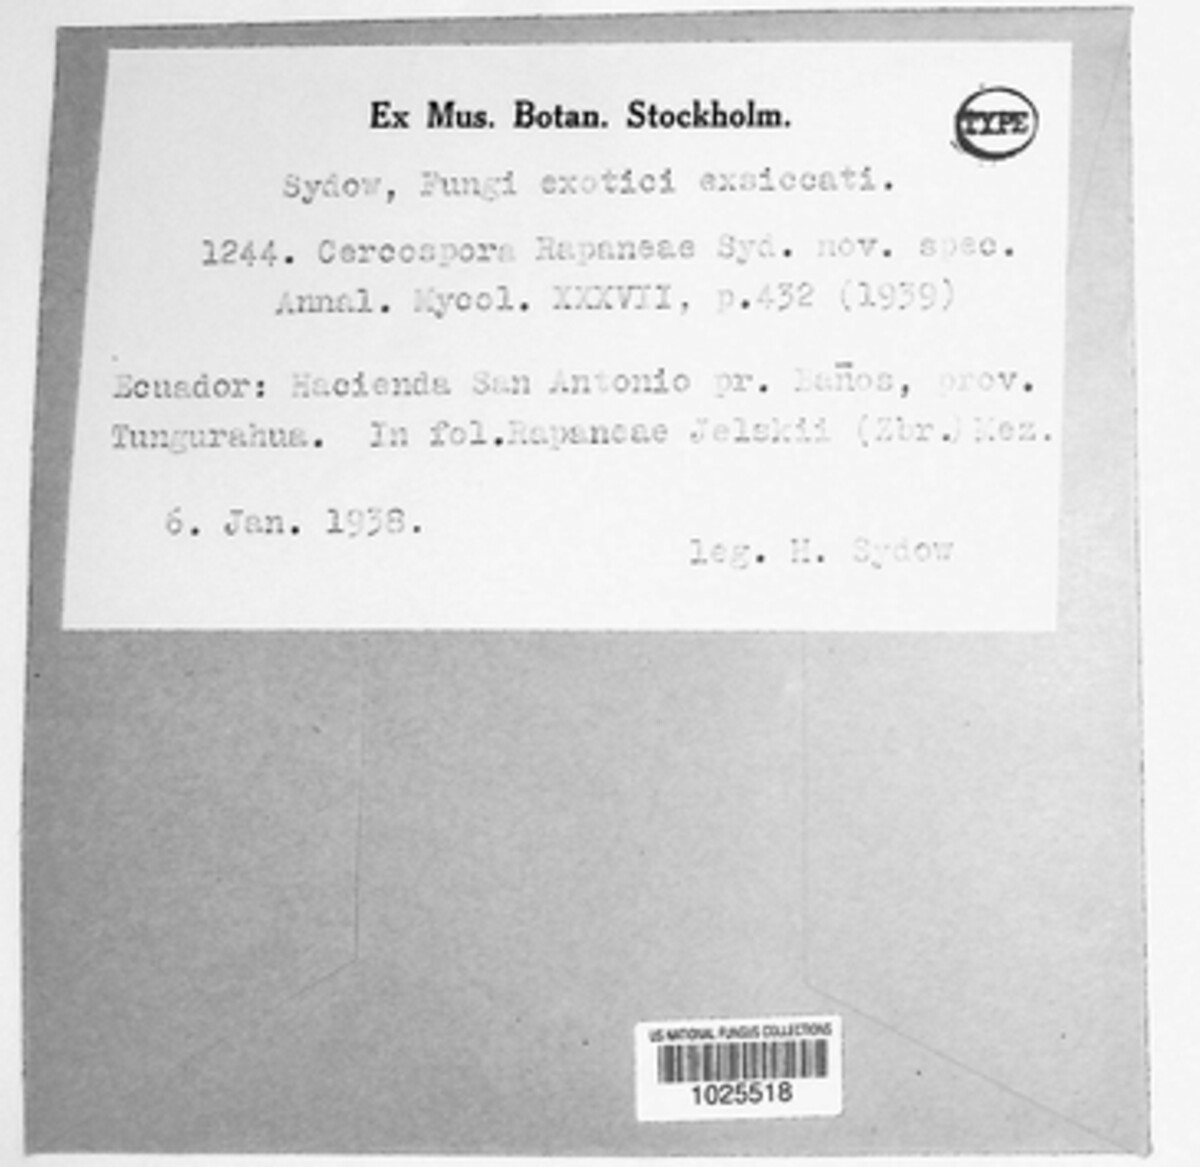 Ex Mus. Botan. Stockholm.
TYPE
Sydow, Fungi exotici exsiccati.
1244. Cercospora Rapaneae Syd. nov. spec.
Annal. Mycol. XXXVII, p.432 (1939)
Ecuador: Hacienda San Antonio pr. Baños, prov.
Tungurahua. In fol.Rapaneae Jelskii (Zbr.) Mez.
6. Jan. 1938.
leg. H. Sydow
US NATIONAL FUNGUS COLLECTIONS
1025518